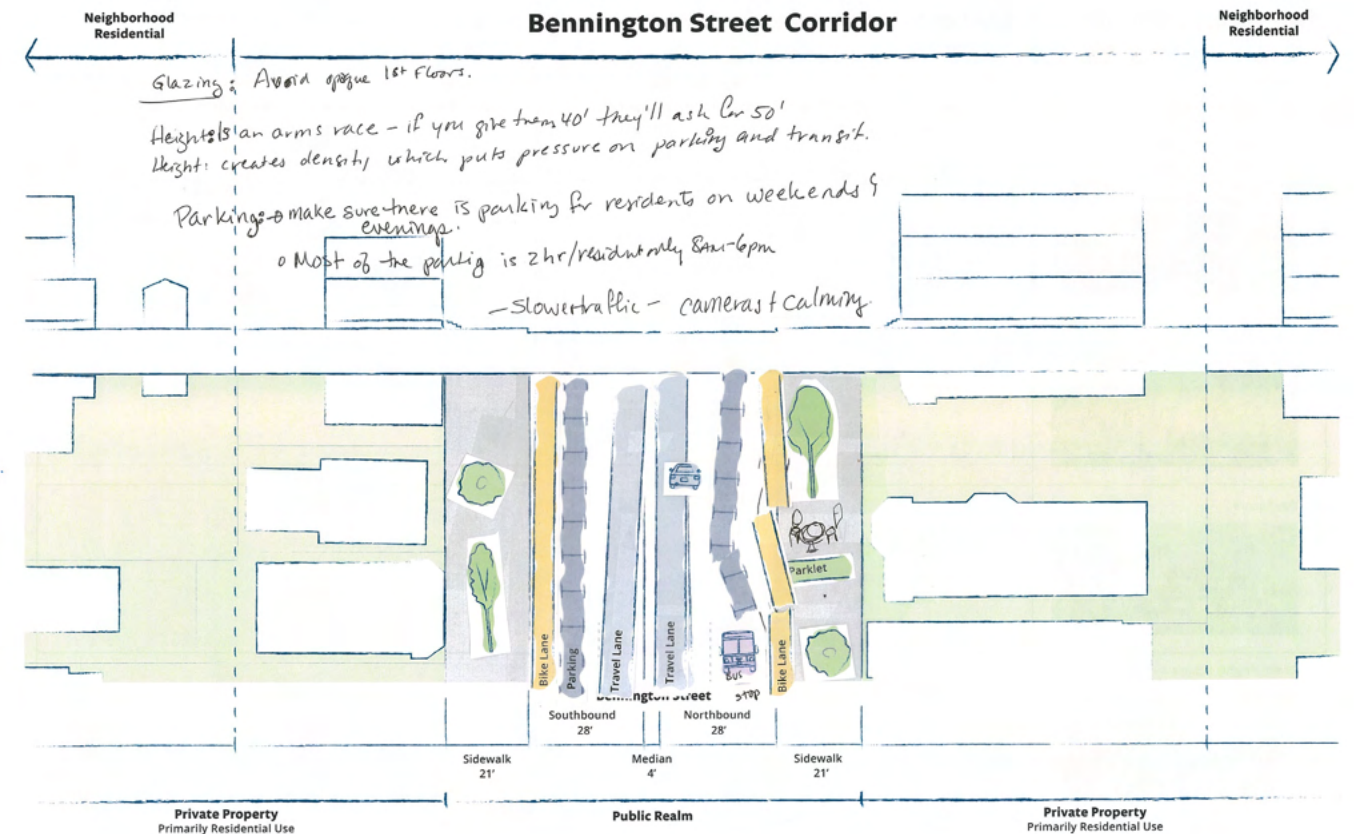 Neighborhood
Residential
Bennington Street Corridor
Neighborhood
Residential
Glazing: Avoid opaque 1st Floors.
Height: Is an arms race - if you give them 40' they'll ask for 50'
Height: creates density which puts pressure on parking and transit.
Parking: make sure there is parking for residents on weekends &
evenings.
o Most of the parkig is 2hr/resident only 8AM-6pm
- Slower traffic - cameras + calming.
C
Parklet
C
Bike Lane
Parking
Travel Lane
Travel Lane
Bus
stop
Bike Lane
Bennington Street
Southbound
28'
Northbound
28'
Sidewalk
21'
Median
4'
Sidewalk
21'
Private Property
Primarily Residential Use
Public Realm
Private Property
Primarily Residential Use